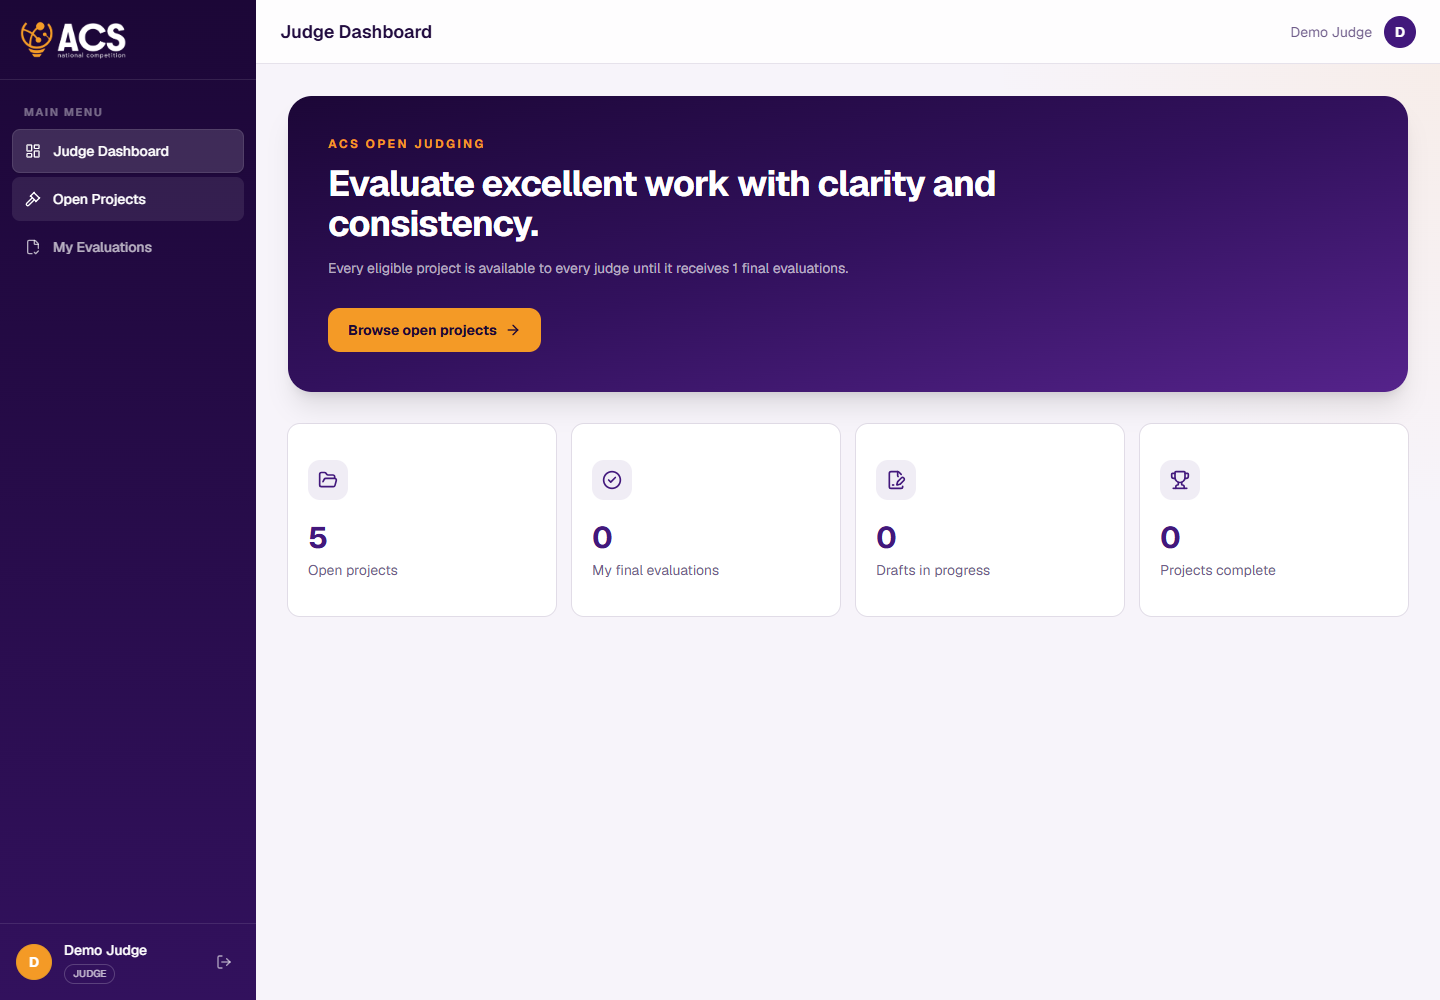 ACS
national competition
Judge Dashboard
Demo Judge
D
MAIN MENU
Judge Dashboard
Open Projects
My Evaluations
ACS OPEN JUDGING
Evaluate excellent work with clarity and
consistency.
Every eligible project is available to every judge until it receives 1 final evaluations.
Browse open projects
5
Open projects
0
My final evaluations
0
Drafts in progress
0
Projects complete
D
Demo Judge
JUDGE